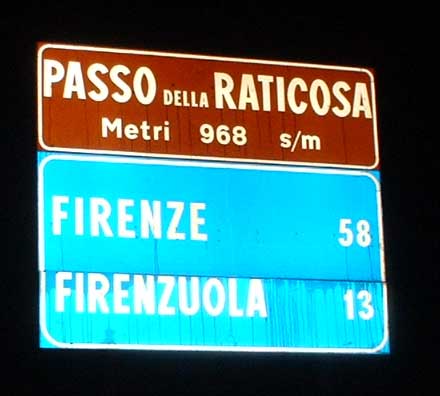 PASSO DELLA RATICOSA
Metri 968 s/m
FIRENZE 58
FIRENZUOLA 13